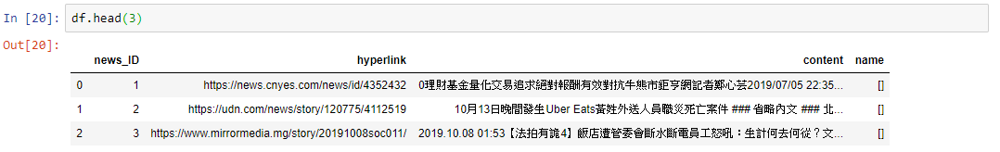 In [20]: df.head(3)
Out[20]:
news_ID hyperlink content name
0 1 https://news.cnyes.com/news/id/4352432 0理財基金量化交易追求絕對報酬有效對抗牛熊市鉅亨網記者鄭心芸2019/07/05 22:35... []
1 2 https://udn.com/news/story/120775/4112519 10月13日晚間發生Uber Eats黃姓外送人員職災死亡案件 ### 省略內文 ### 北... []
2 3 https://www.mirrormedia.mg/story/20191008soc011/ 2019.10.08 01:53【法拍有詭4】飯店遭管委會斷水斷電員工怒吼：生計何去何從？文... []